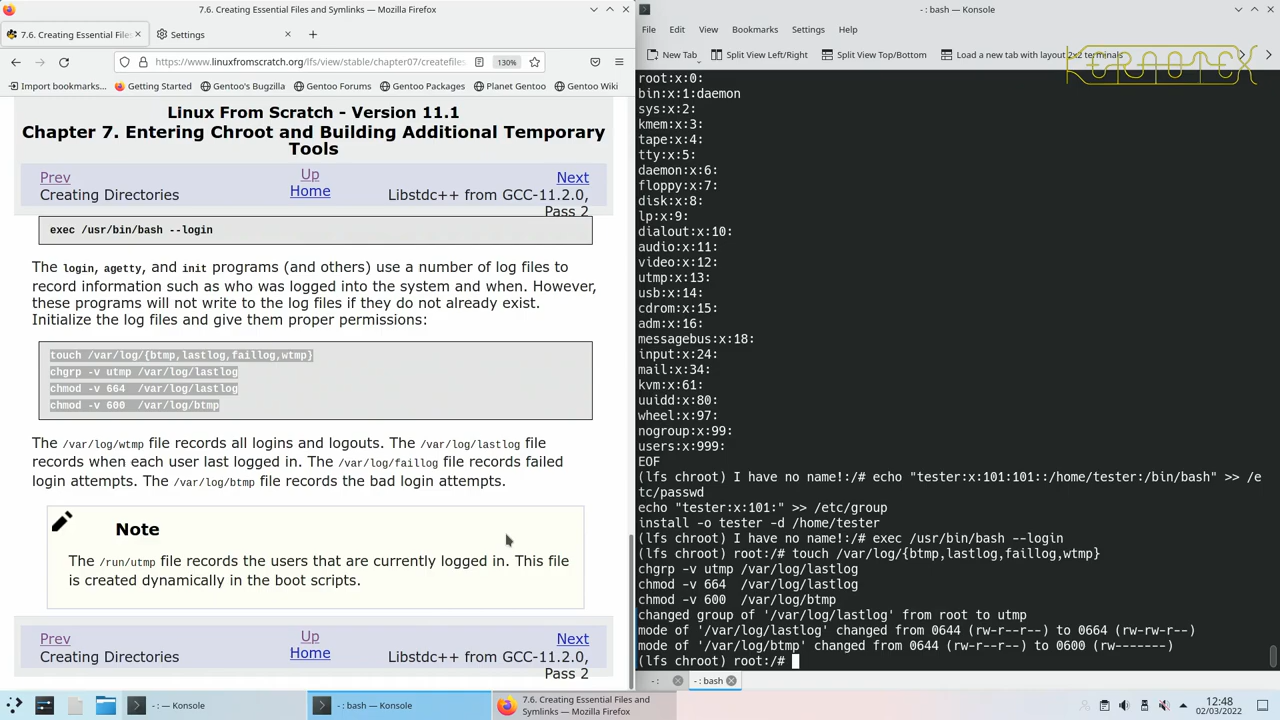 7.6. Creating Essential Files and Symlinks — Mozilla Firefox
7.6. Creating Essential Files
Settings
https://www.linuxfromscratch.org/lfs/view/stable/chapter07/createfiles
130%
Import bookmarks...
Getting Started
Gentoo's Bugzilla
Gentoo Forums
Gentoo Packages
Planet Gentoo
Gentoo Wiki
Linux From Scratch - Version 11.1
Chapter 7. Entering Chroot and Building Additional Temporary
Tools
Prev
Up
Next
Creating Directories
Home
Libstdc++ from GCC-11.2.0,
Pass 2
exec /usr/bin/bash --login
The login, agetty, and init programs (and others) use a number of log files to
record information such as who was logged into the system and when. However,
these programs will not write to the log files if they do not already exist.
Initialize the log files and give them proper permissions:
touch /var/log/{btmp,lastlog,faillog,wtmp}
chgrp -v utmp /var/log/lastlog
chmod -v 664  /var/log/lastlog
chmod -v 600  /var/log/btmp
The /var/log/wtmp file records all logins and logouts. The /var/log/lastlog file
records when each user last logged in. The /var/log/faillog file records failed
login attempts. The /var/log/btmp file records the bad login attempts.
Note
The /run/utmp file records the users that are currently logged in. This file
is created dynamically in the boot scripts.
Prev
Up
Next
Creating Directories
Home
Libstdc++ from GCC-11.2.0,
Pass 2
- : bash — Konsole
File Edit View Bookmarks Settings Help
New Tab
Split View Left/Right
Split View Top/Bottom
Load a new tab with layout 2x2 terminals
KERNOTEX
root:x:0:
bin:x:1:daemon
sys:x:2:
kmem:x:3:
tape:x:4:
tty:x:5:
daemon:x:6:
floppy:x:7:
disk:x:8:
lp:x:9:
dialout:x:10:
audio:x:11:
video:x:12:
utmp:x:13:
usb:x:14:
cdrom:x:15:
adm:x:16:
messagebus:x:18:
input:x:24:
mail:x:34:
kvm:x:61:
uuidd:x:80:
wheel:x:97:
nogroup:x:99:
users:x:999:
EOF
(lfs chroot) I have no name!:/# echo "tester:x:101:101::/home/tester:/bin/bash" >> /e
tc/passwd
echo "tester:x:101:" >> /etc/group
install -o tester -d /home/tester
(lfs chroot) I have no name!:/# exec /usr/bin/bash --login
(lfs chroot) root:/# touch /var/log/{btmp,lastlog,faillog,wtmp}
chgrp -v utmp /var/log/lastlog
chmod -v 664  /var/log/lastlog
chmod -v 600  /var/log/btmp
changed group of '/var/log/lastlog' from root to utmp
mode of '/var/log/lastlog' changed from 0644 (rw-r--r--) to 0664 (rw-rw-r--)
mode of '/var/log/btmp' changed from 0644 (rw-r--r--) to 0600 (rw-------)
(lfs chroot) root:/#
- :
- : bash
- : — Konsole
- : bash — Konsole
7.6. Creating Essential Files and
Symlinks — Mozilla Firefox
12:48
02/03/2022